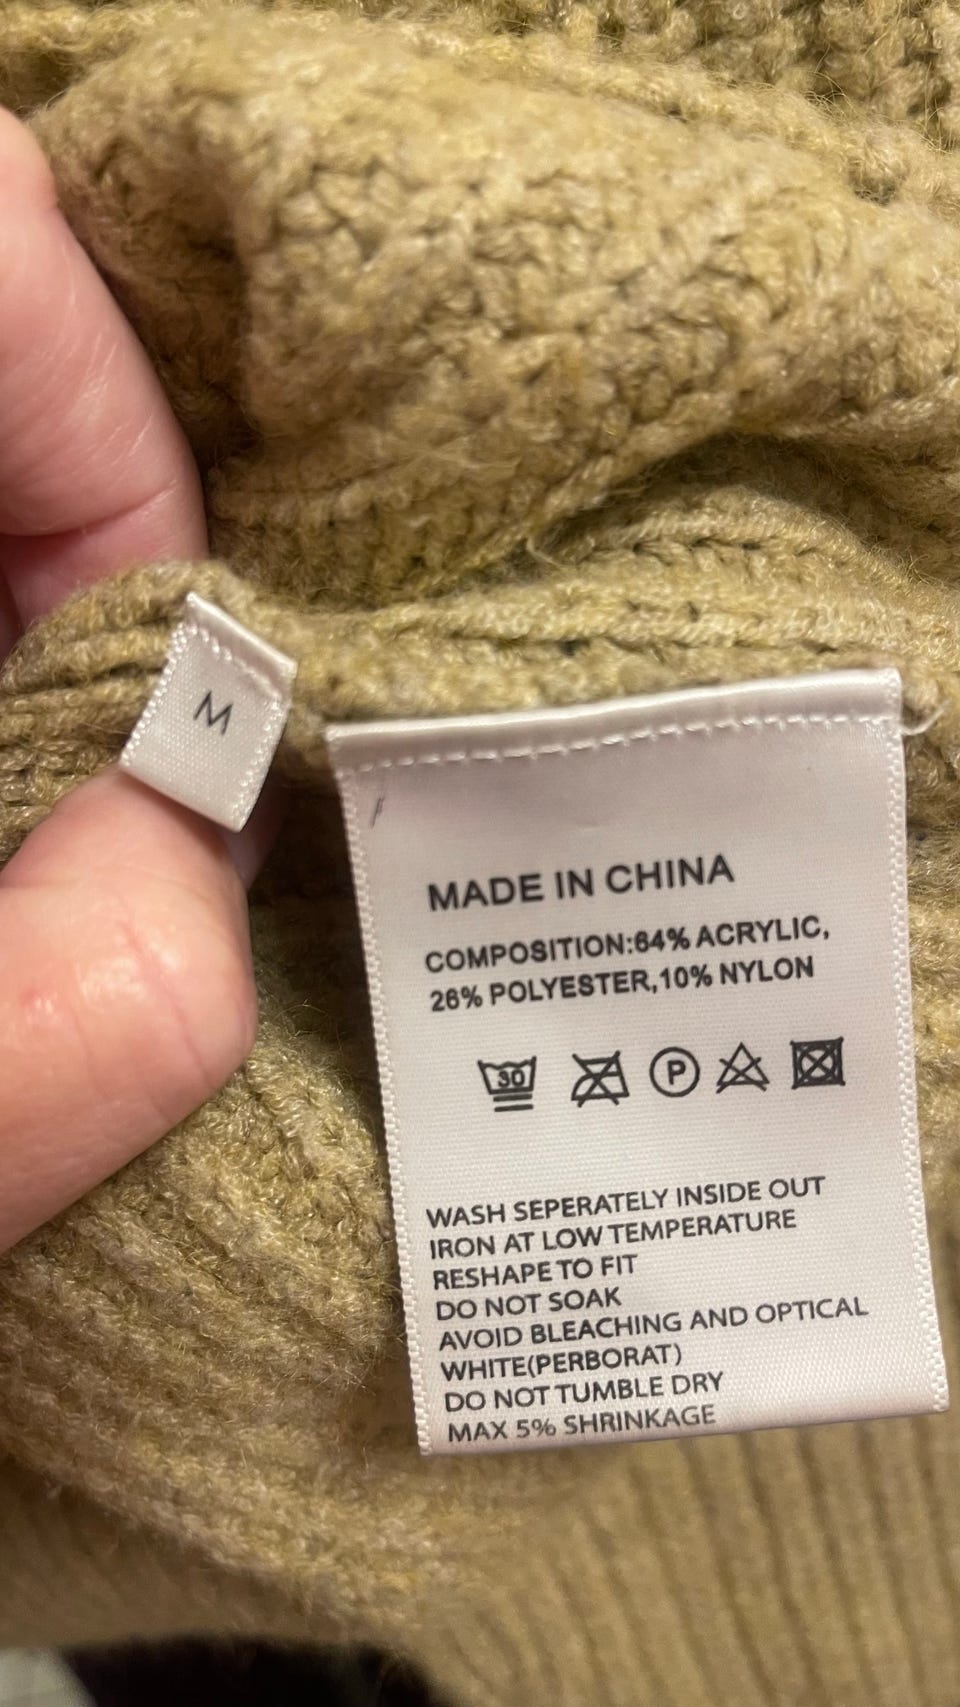 M
MADE IN CHINA
COMPOSITION:64% ACRYLIC,
26% POLYESTER,10% NYLON
30
P
WASH SEPERATELY INSIDE OUT
IRON AT LOW TEMPERATURE
RESHAPE TO FIT
DO NOT SOAK
AVOID BLEACHING AND OPTICAL
WHITE(PERBORAT)
DO NOT TUMBLE DRY
MAX 5% SHRINKAGE